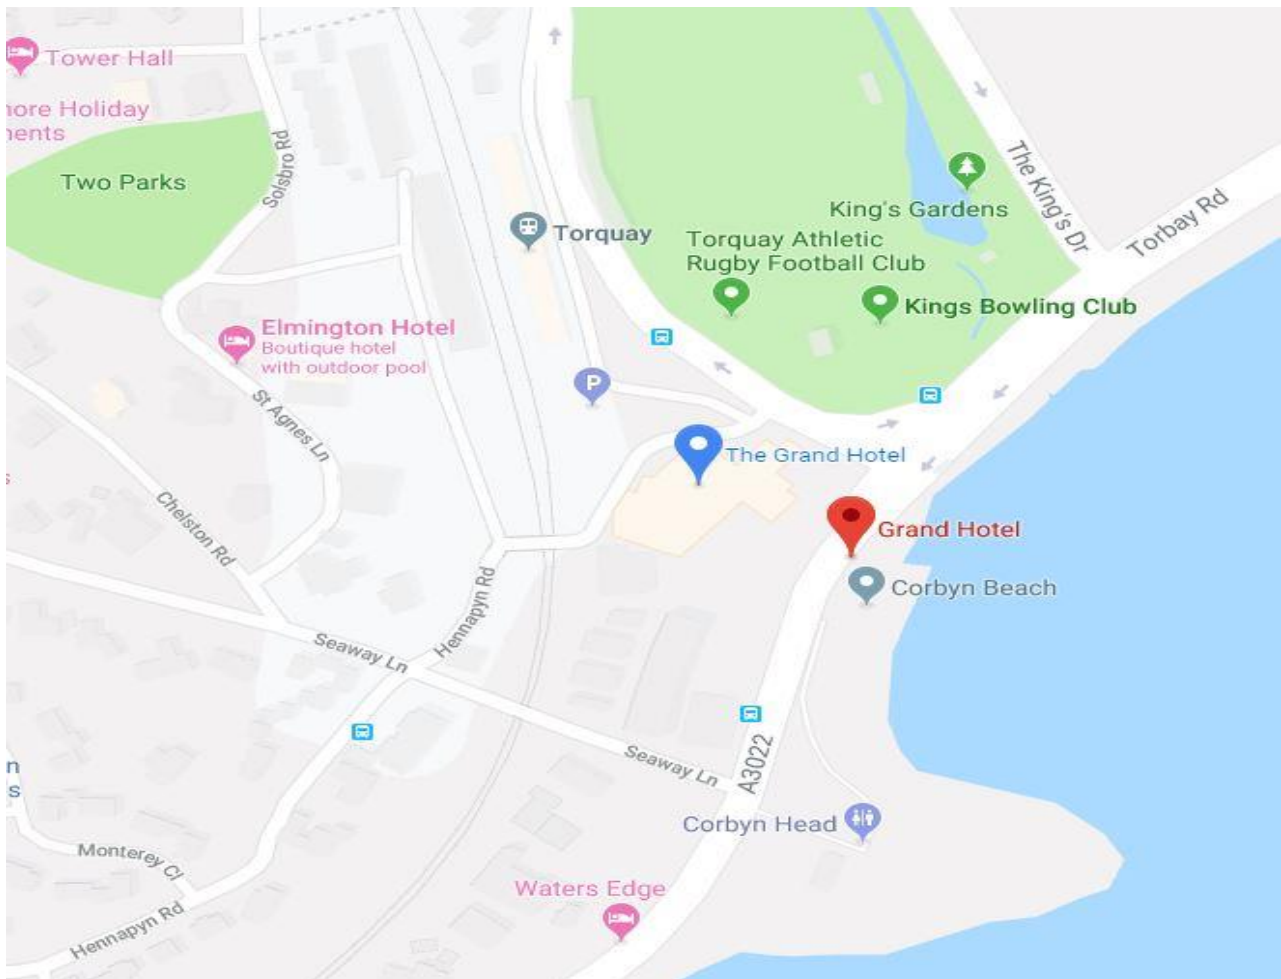 Tower Hall
Holiday
Two Parks
Solsbro Rd
The King's Dr
King's Gardens
Torbay Rd
Torquay
Torquay Athletic
Rugby Football Club
Kings Bowling Club
Elmington Hotel
Boutique hotel
with outdoor pool
P
St Agnes Ln
The Grand Hotel
Chelston Rd
Grand Hotel
Corbyn Beach
Hennapyn Rd
Seaway Ln
Seaway Ln
A3022
Corbyn Head
Monterey Cl
Waters Edge
Hennapyn Rd